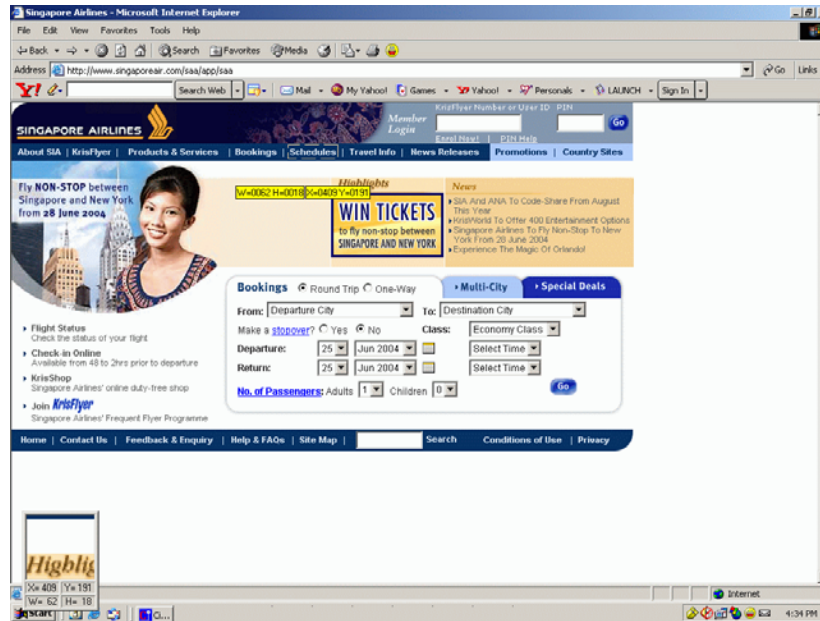 Singapore Airlines - Microsoft Internet Explorer
File Edit View Favorites Tools Help
Back Search Favorites Media
Address http://www.singaporeair.com/saa/app/saa Go Links
Y! Search Web Mail My Yahoo! Games Yahoo! Personals LAUNCH Sign In
KrisFlyer Number or User ID PIN
Member Login Go
SINGAPORE AIRLINES
Enrol Now! | PIN Help
About SIA | KrisFlyer | Products & Services | Bookings | Schedules | Travel Info | News Releases Promotions | Country Sites
Fly NON-STOP between
Singapore and New York
from 28 June 2004
Highlights
W=0062 H=0018 X=0409 Y=0191
WIN TICKETS
to fly non-stop between
SINGAPORE AND NEW YORK
News
SIA And ANA To Code-Share From August
This Year
KrisWorld To Offer 400 Entertainment Options
Singapore Airlines To Fly Non-Stop To New
York From 28 June 2004
Experience The Magic Of Orlando!
Bookings Round Trip One-Way Multi-City Special Deals
From: Departure City To: Destination City
Make a stopover? Yes No Class: Economy Class
Departure: 25 Jun 2004 Select Time
Return: 25 Jun 2004 Select Time
No. of Passengers: Adults 1 Children 0 Go
Flight Status
Check the status of your flight
Check-in Online
Available from 48 to 2hrs prior to departure
KrisShop
Singapore Airlines' online duty-free shop
Join KrisFlyer
Singapore Airlines' Frequent Flyer Programme
Home | Contact Us | Feedback & Enquiry | Help & FAQs | Site Map | Search Conditions of Use | Privacy
Highlig
X= 409 Y= 191
W= 62 H= 18
Internet
Start G... 4:34 PM